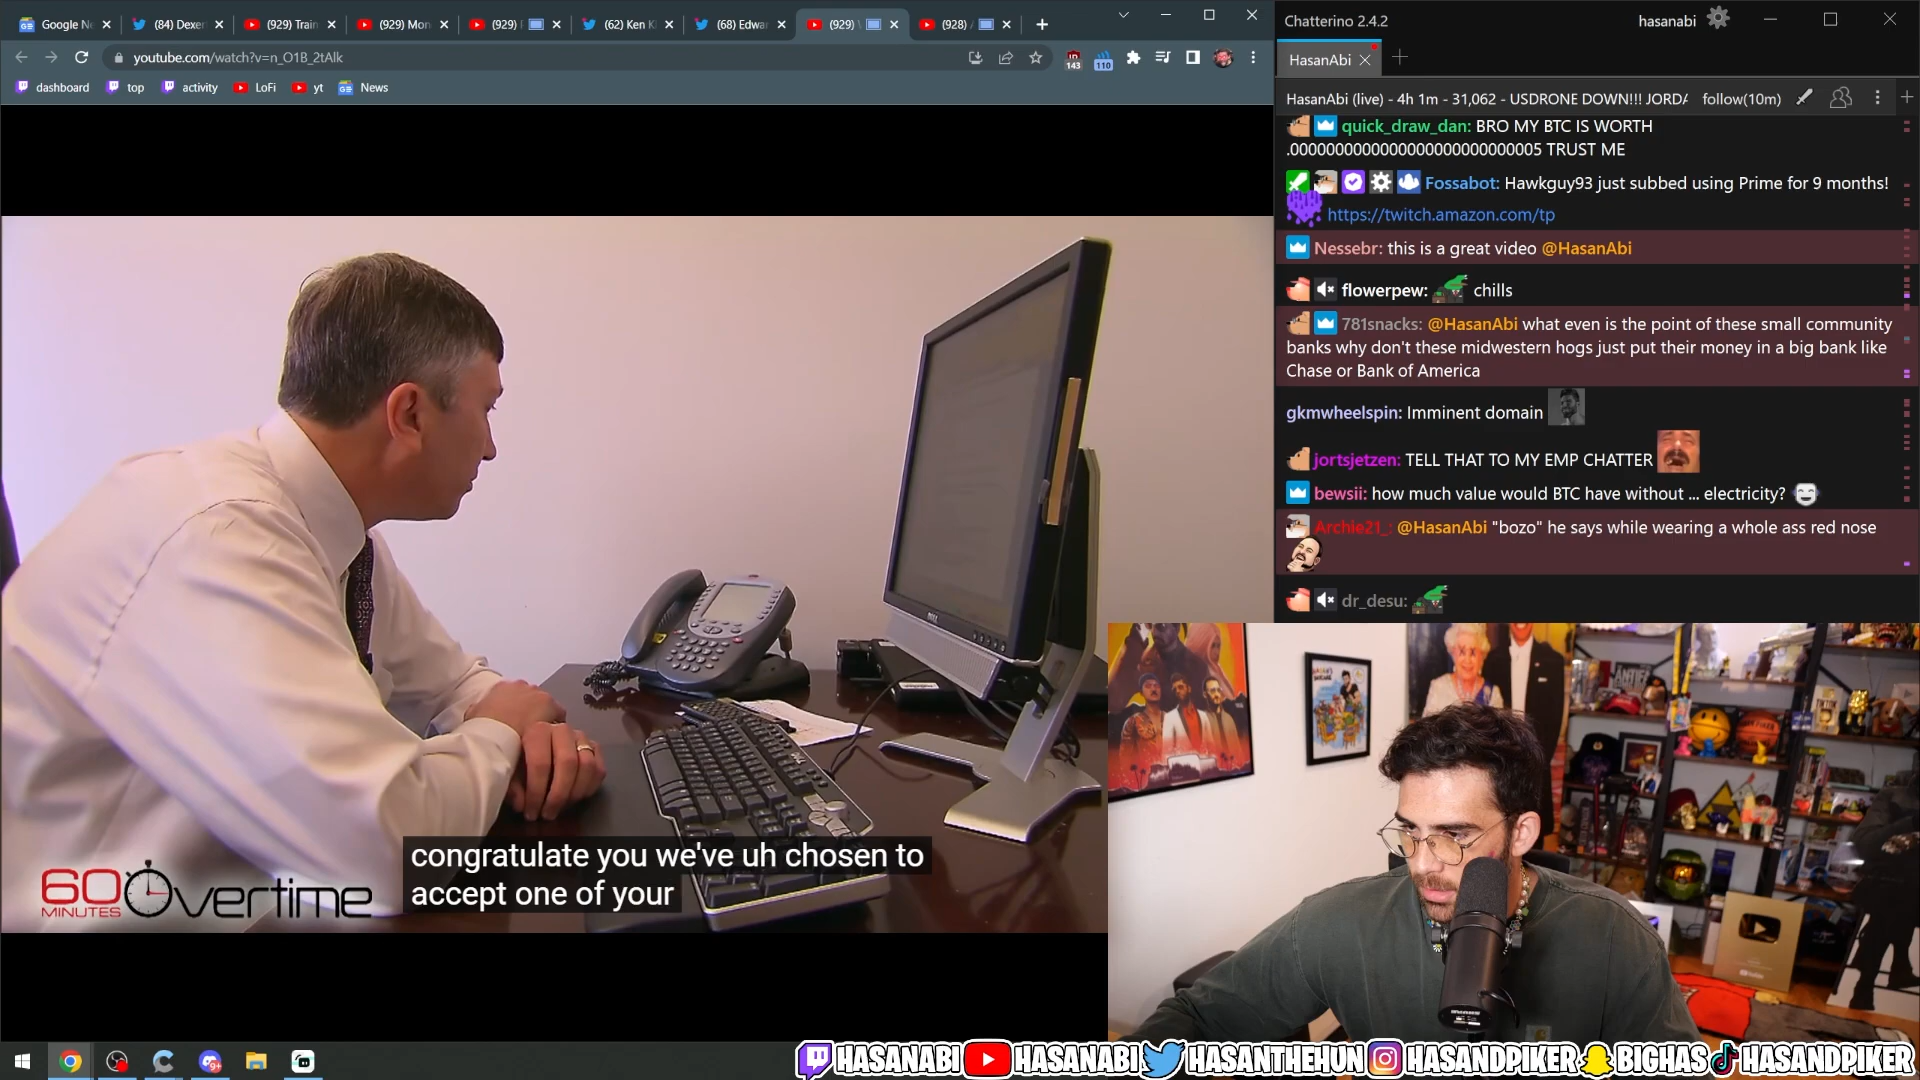 Google Ne
(84) Dexer
(929) Train
(929) Mon
(929)
(62) Ken K
(68) Edwar
(929)
(928)
youtube.com/watch?v=n_O1B_2tAlk
143
110
dashboard
top
activity
LoFi
yt
News
DELL
60 MINUTES Overtime
congratulate you we've uh chosen to
accept one of your
Chatterino 2.4.2
hasanabi
HasanAbi
HasanAbi (live) - 4h 1m - 31,062 - USDRONE DOWN!!! JORDA
follow(10m)
quick_draw_dan: BRO MY BTC IS WORTH
TRUST ME
Fossabot: Hawkguy93 just subbed using Prime for 9 months!
https://twitch.amazon.com/tp
Nessebr: this is a great video @HasanAbi
flowerpew: chills
781snacks: @HasanAbi what even is the point of these small community
banks why don't these midwestern hogs just put their money in a big bank like
Chase or Bank of America
gkmwheelspin: Imminent domain
jortsjetzen: TELL THAT TO MY EMP CHATTER
bewsii: how much value would BTC have without ... electricity?
Archie21_: @HasanAbi "bozo" he says while wearing a whole ass red nose
dr_desu:
HASANABI HASANABI HASANTHEHUN HASANDPIKER BIGHAS HASANDPIKER